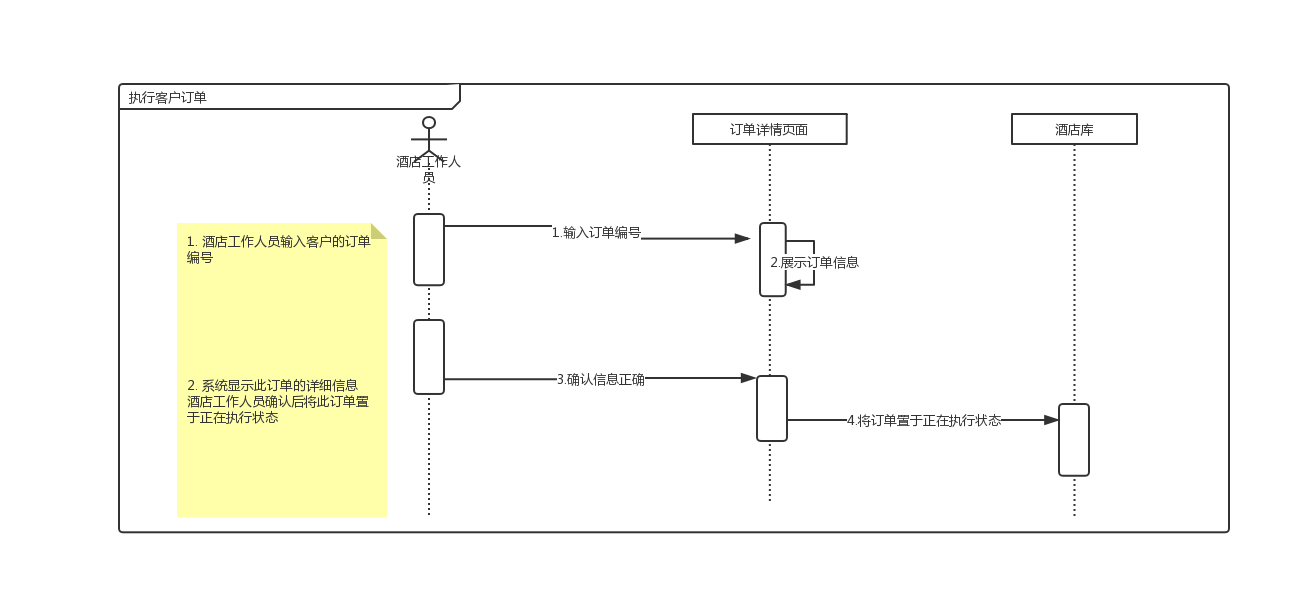 执行客户订单
酒店工作人
员
订单详情页面
酒店库
1. 酒店工作人员输入客户的订单
编号
1.输入订单编号
2.展示订单信息
2. 系统显示此订单的详细信息
酒店工作人员确认后将此订单置
于正在执行状态
3.确认信息正确
4.将订单置于正在执行状态